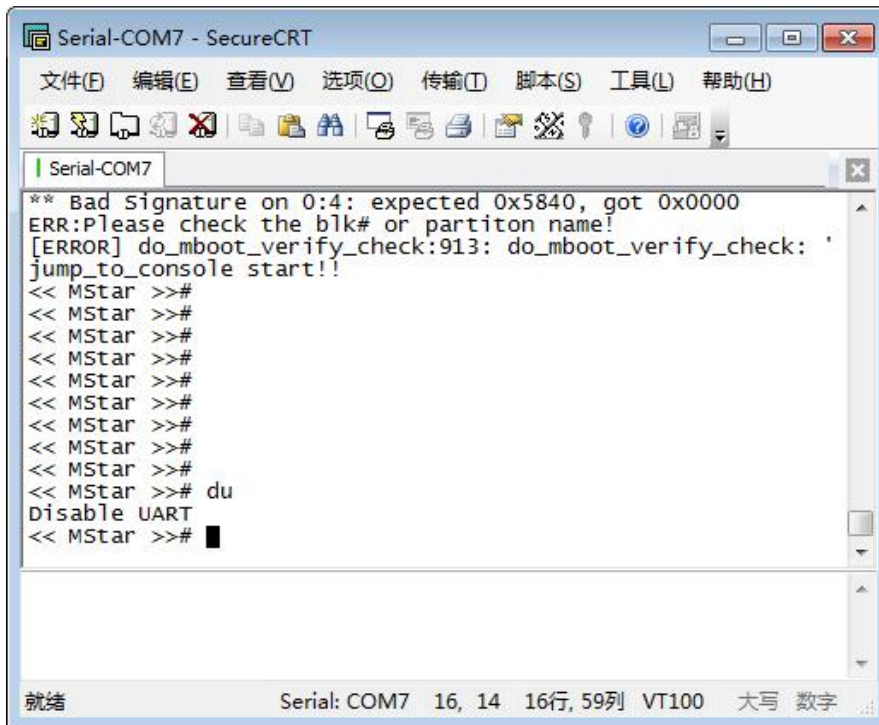 Serial-COM7 - SecureCRT
文件(F) 编辑(E) 查看(V) 选项(O) 传输(T) 脚本(S) 工具(L) 帮助(H)
Serial-COM7
** Bad Signature on 0:4: expected 0x5840, got 0x0000
ERR:Please check the blk# or partiton name!
[ERROR] do_mboot_verify_check:913: do_mboot_verify_check: '
jump_to_console start!!
<< MStar >>#
<< MStar >>#
<< MStar >>#
<< MStar >>#
<< MStar >>#
<< MStar >>#
<< MStar >>#
<< MStar >>#
<< MStar >>#
<< MStar >># du
Disable UART
<< MStar >>#
就绪 Serial: COM7 16, 14 16行, 59列 VT100 大写 数字